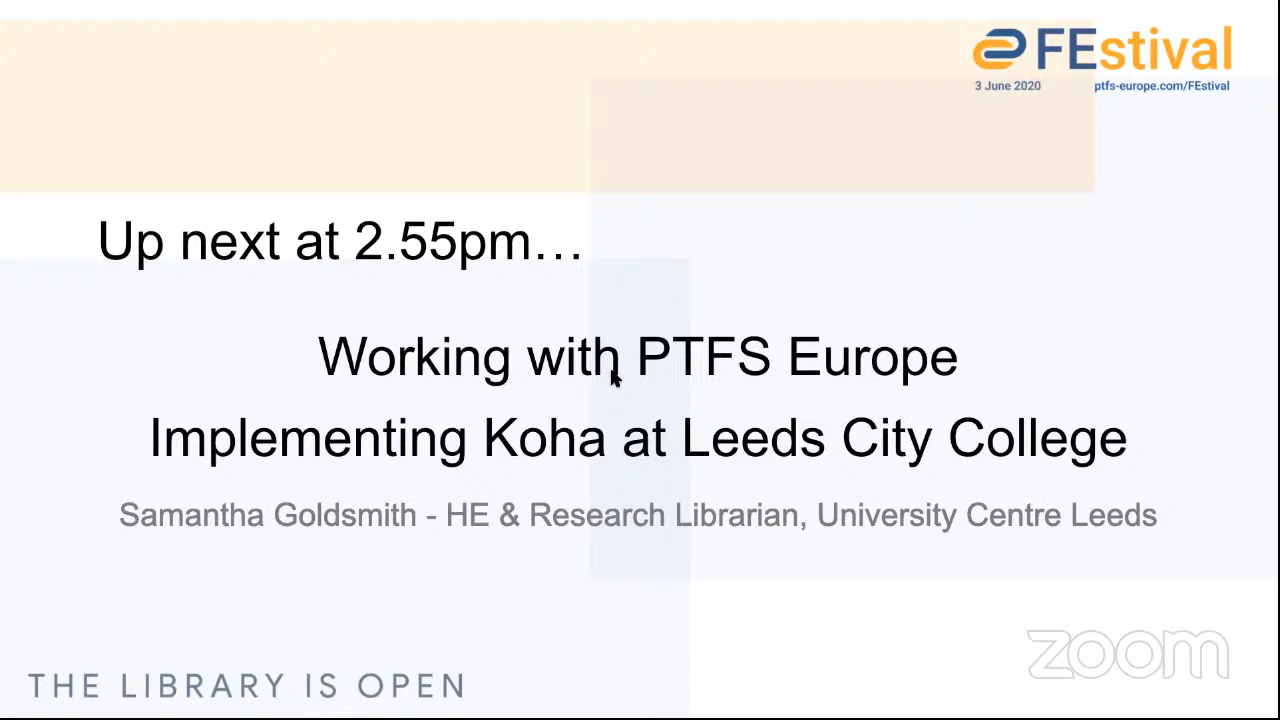 FEstival
3 June 2020 ptfs-europe.com/FEstival
Up next at 2.55pm…
Working with PTFS Europe
Implementing Koha at Leeds City College
Samantha Goldsmith - HE & Research Librarian, University Centre Leeds
zoom
THE LIBRARY IS OPEN